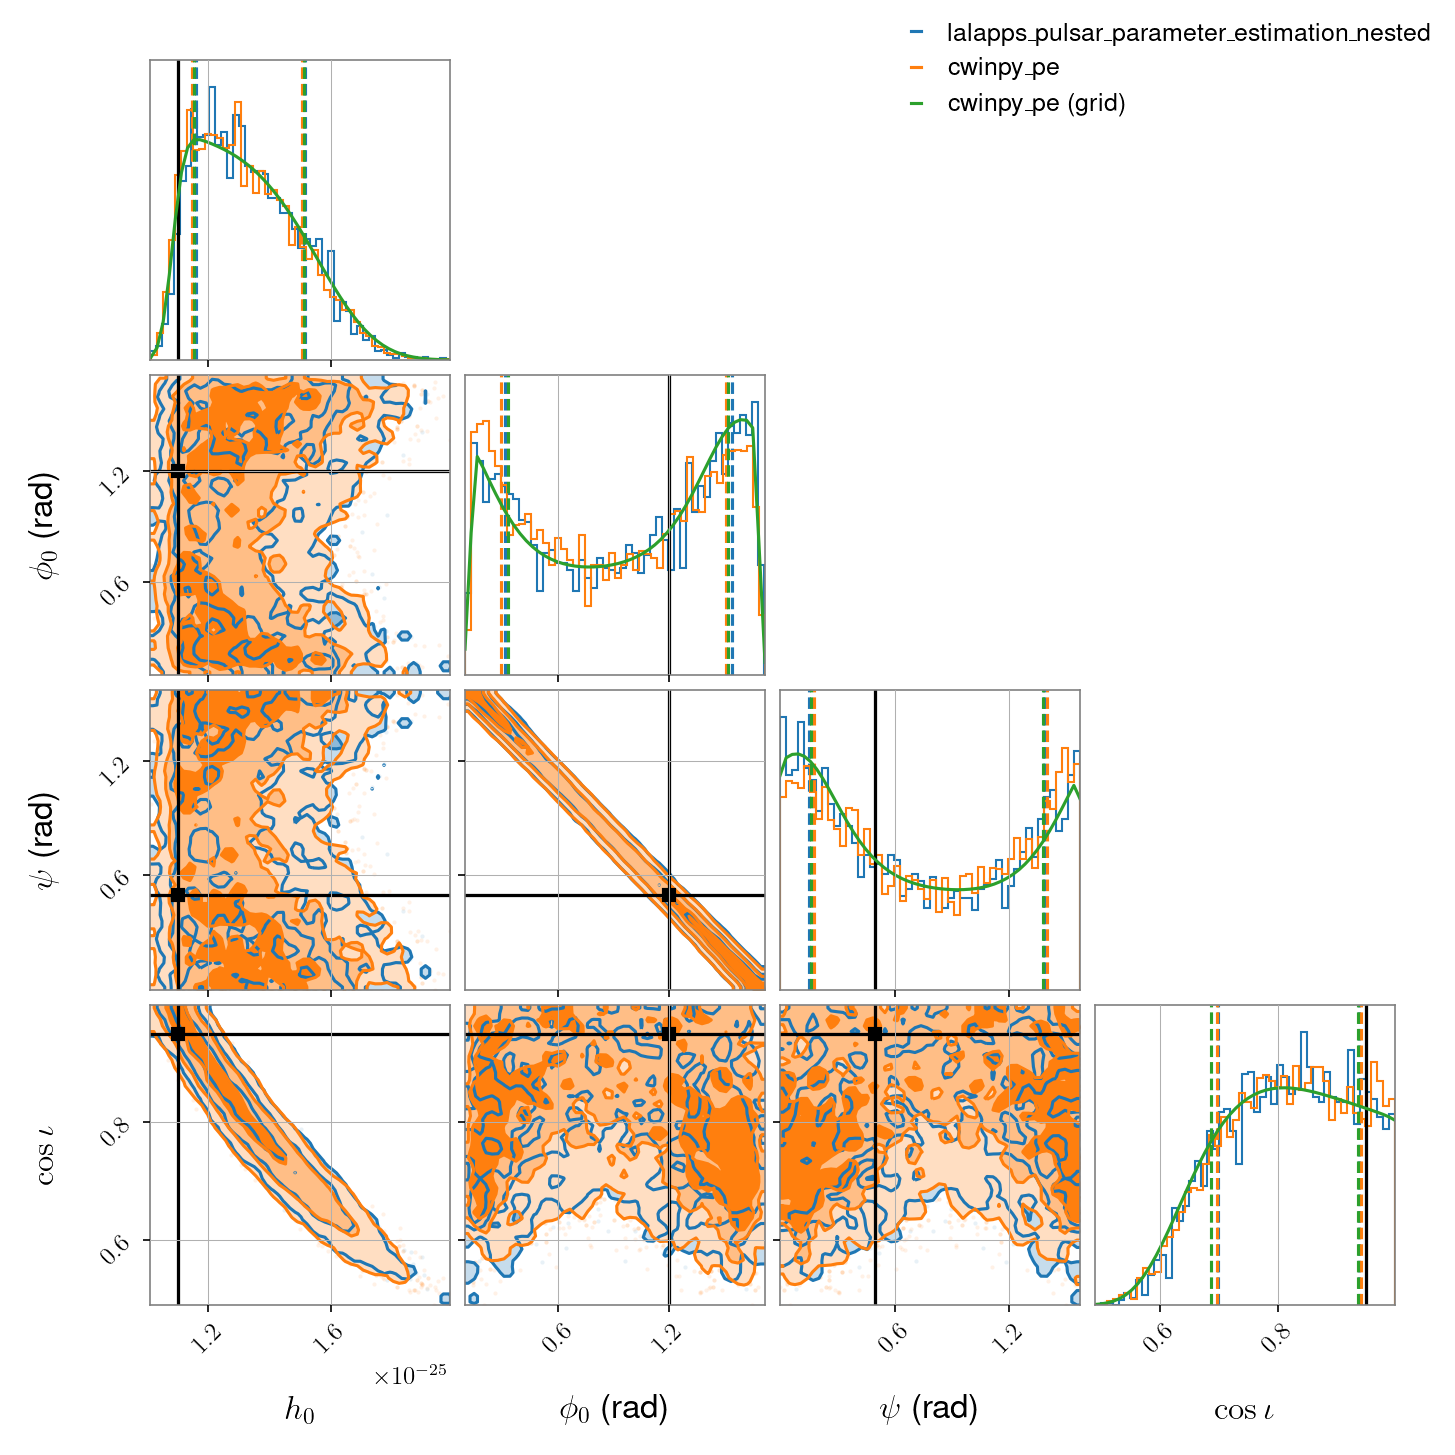 lalapps_pulsar_parameter_estimation_nested
cwinpy_pe
cwinpy_pe (grid)
ϕ₀ (rad)
1.2
0.6
ψ (rad)
1.2
0.6
cos ι
0.8
0.6
1.2 1.6
0.6 1.2
0.6 1.2
0.6 0.8
×10⁻²⁵
h₀
ϕ₀ (rad)
ψ (rad)
cos ι